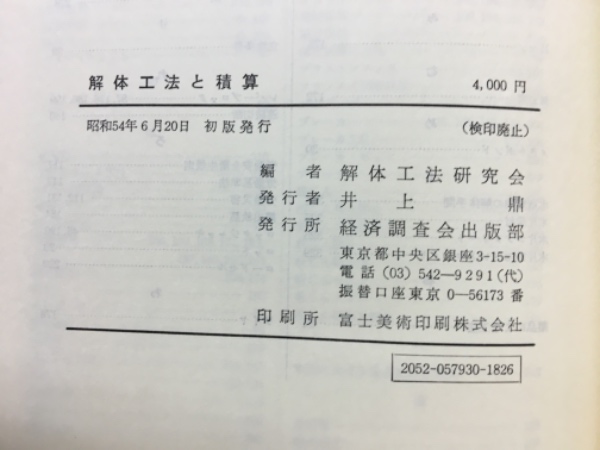 解体工法と積算 4,000円
昭和54年6月20日 初版発行 (検印廃止)
編者 解体工法研究会
発行者 井上鼎
発行所 経済調査会出版部
東京都中央区銀座3-15-10
電話 (03) 542―9291(代)
振替口座東京 0―56173 番
印刷所 富士美術印刷株式会社
2052-057930-1826